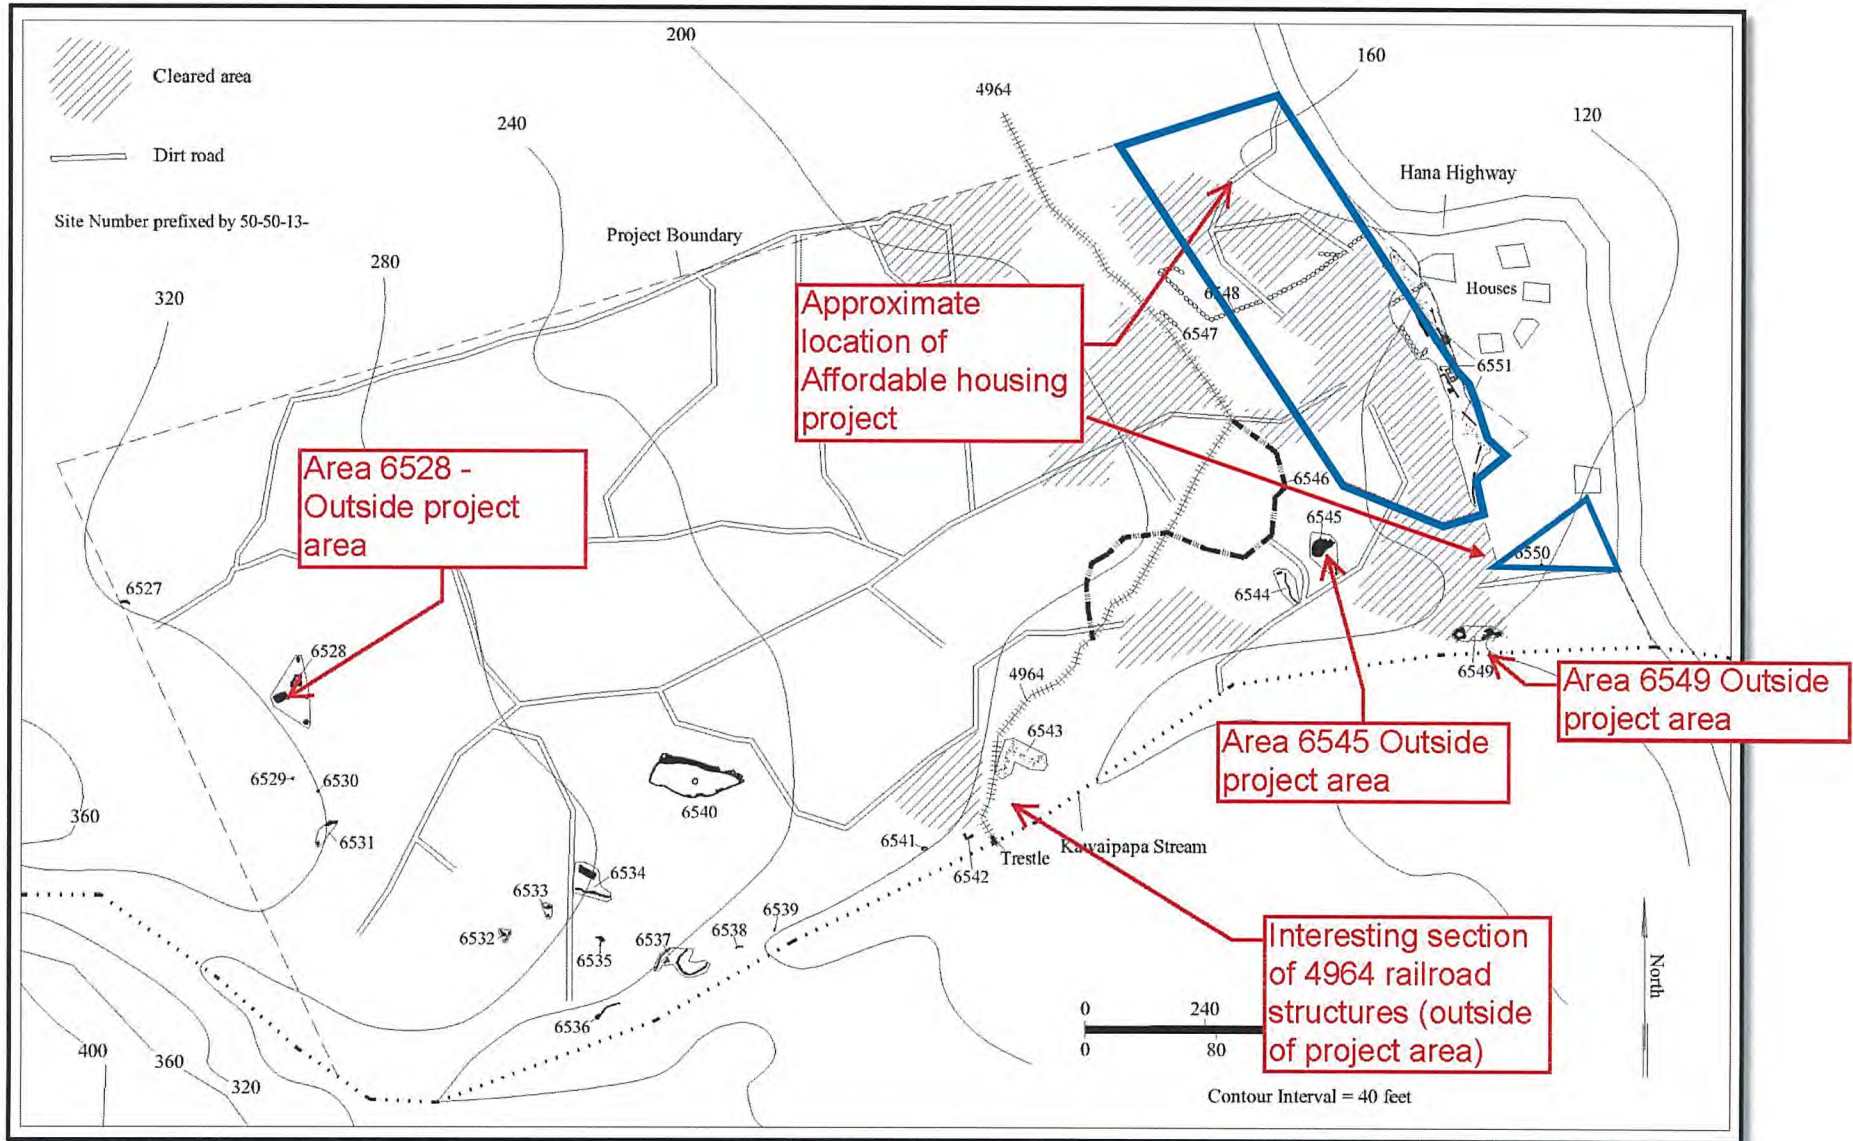 200
160
4964
120
240
Cleared area
Dirt road
Site Number prefixed by 50-50-13-
Project Boundary
Hana Highway
280
320
Houses
6548
6547
6551
Approximate
location of
Affordable housing
project
Area 6528 -
Outside project
area
6546
6545
6550
6544
6527
6528
4964
6549
Area 6549 Outside
project area
Area 6545 Outside
project area
6543
6529
6530
6540
360
6531
6541
Trestle
Kawaipapa Stream
6542
6534
6533
6532
6535
6537
6538
6539
6536
Interesting section
of 4964 railroad
structures (outside
of project area)
North
0
240
0
80
400
360
320
Contour Interval = 40 feet